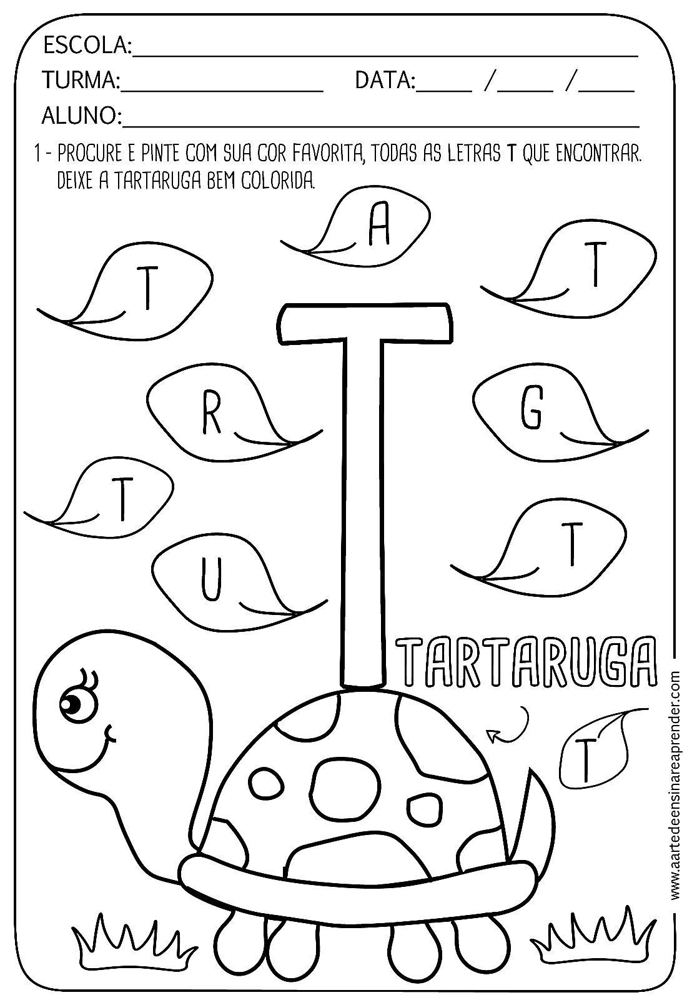 ESCOLA:
TURMA: DATA: / /
ALUNO:
1 - PROCURE E PINTE COM SUA COR FAVORITA, TODAS AS LETRAS T QUE ENCONTRAR.
DEIXE A TARTARUGA BEM COLORIDA.
A
T
T
T
R
G
T
T
U
TARTARUGA
T
www.aartedeensinareaprender.com